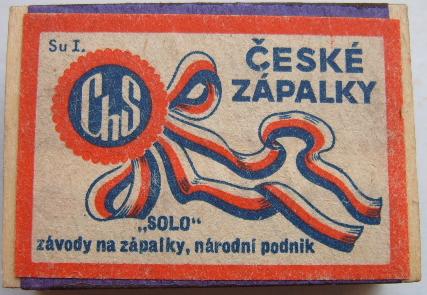 Su I.
ČESKÉ
ZÁPALKY
ChS
„SOLO“
závody na zápalky, národní podnik